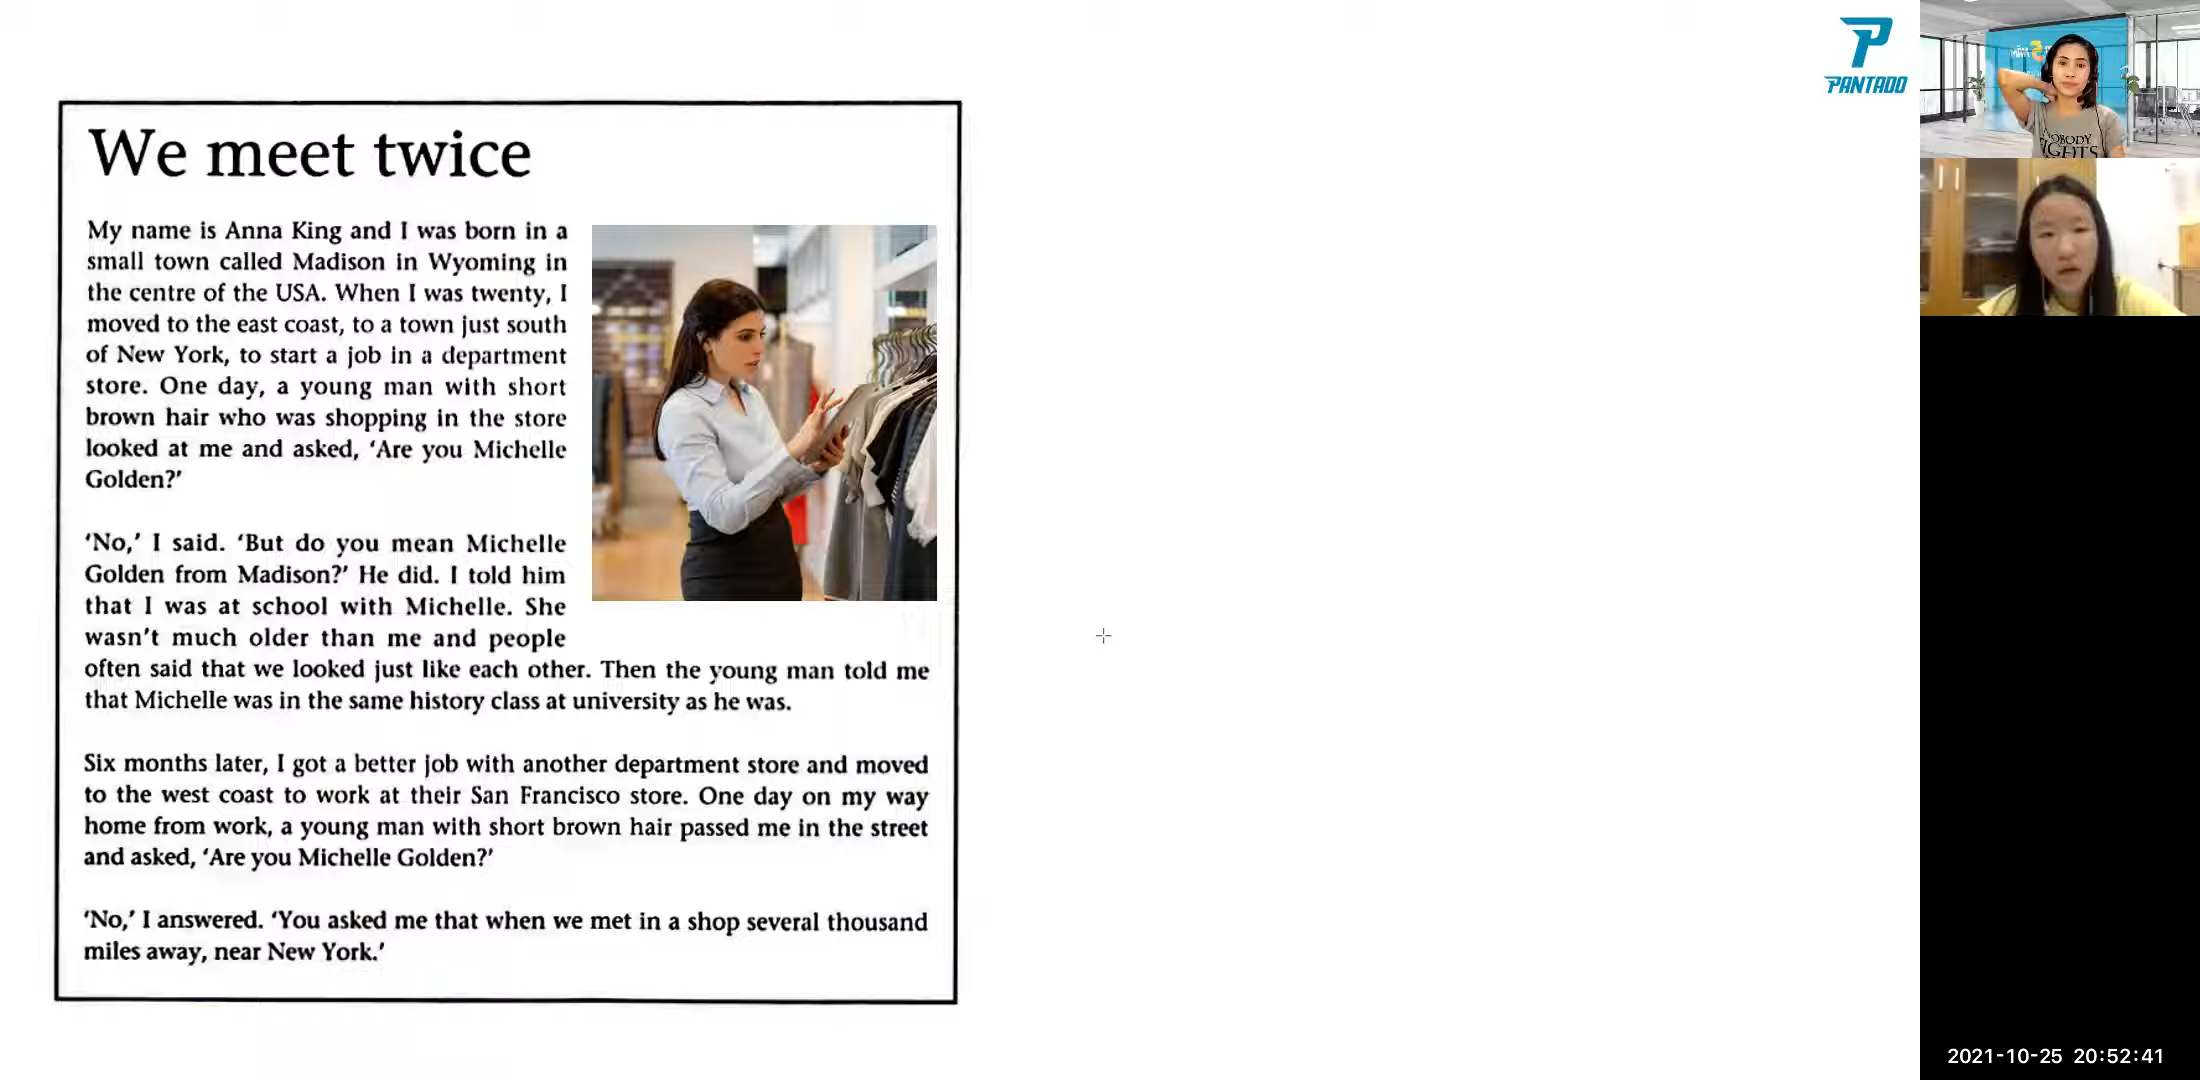 PANTADO
We meet twice
My name is Anna King and I was born in a
small town called Madison in Wyoming in
the centre of the USA. When I was twenty, I
moved to the east coast, to a town just south
of New York, to start a job in a department
store. One day, a young man with short
brown hair who was shopping in the store
looked at me and asked, ‘Are you Michelle
Golden?’
‘No,’ I said. ‘But do you mean Michelle
Golden from Madison?’ He did. I told him
that I was at school with Michelle. She
wasn’t much older than me and people
often said that we looked just like each other. Then the young man told me
that Michelle was in the same history class at university as he was.
Six months later, I got a better job with another department store and moved
to the west coast to work at their San Francisco store. One day on my way
home from work, a young man with short brown hair passed me in the street
and asked, ‘Are you Michelle Golden?’
‘No,’ I answered. ‘You asked me that when we met in a shop several thousand
miles away, near New York.’
2021-10-25 20:52:41